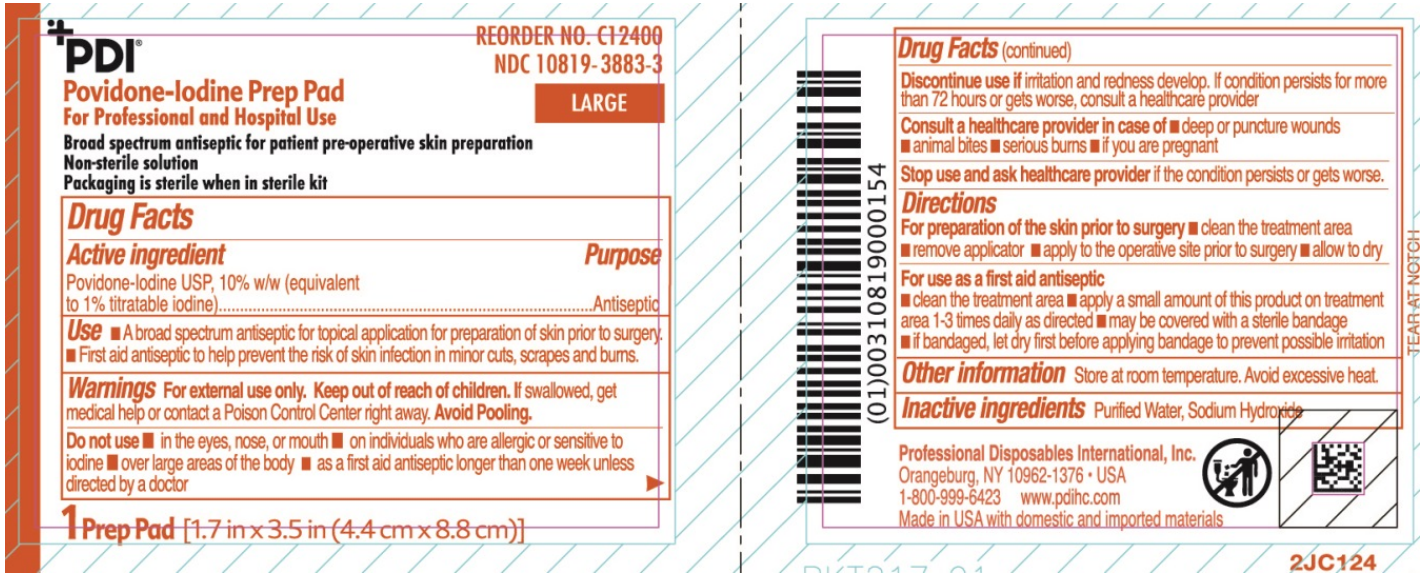 PDI®
REORDER NO. C12400
NDC 10819-3883-3
Povidone-Iodine Prep Pad
For Professional and Hospital Use
LARGE
Broad spectrum antiseptic for patient pre-operative skin preparation
Non-sterile solution
Packaging is sterile when in sterile kit
Drug Facts
Active ingredient Purpose
Povidone-Iodine USP, 10% w/w (equivalent
to 1% titratable iodine)..........Antiseptic
Use ■ A broad spectrum antiseptic for topical application for preparation of skin prior to surgery.
■ First aid antiseptic to help prevent the risk of skin infection in minor cuts, scrapes and burns.
Warnings For external use only. Keep out of reach of children. If swallowed, get
medical help or contact a Poison Control Center right away. Avoid Pooling.
Do not use ■ in the eyes, nose, or mouth ■ on individuals who are allergic or sensitive to
iodine ■ over large areas of the body ■ as a first aid antiseptic longer than one week unless
directed by a doctor
1 Prep Pad [1.7 in x 3.5 in (4.4 cm x 8.8 cm)]
(01)00310819000154
Drug Facts (continued)
Discontinue use if irritation and redness develop. If condition persists for more
than 72 hours or gets worse, consult a healthcare provider
Consult a healthcare provider in case of ■ deep or puncture wounds
■ animal bites ■ serious burns ■ if you are pregnant
Stop use and ask healthcare provider if the condition persists or gets worse.
Directions
For preparation of the skin prior to surgery ■ clean the treatment area
■ remove applicator ■ apply to the operative site prior to surgery ■ allow to dry
For use as a first aid antiseptic
■ clean the treatment area ■ apply a small amount of this product on treatment
area 1-3 times daily as directed ■ may be covered with a sterile bandage
■ if bandaged, let dry first before applying bandage to prevent possible irritation
Other information Store at room temperature. Avoid excessive heat.
Inactive ingredients Purified Water, Sodium Hydroxide
Professional Disposables International, Inc.
Orangeburg, NY 10962-1376 • USA
1-800-999-6423 www.pdihc.com
Made in USA with domestic and imported materials
TEAR AT NOTCH
2JC124